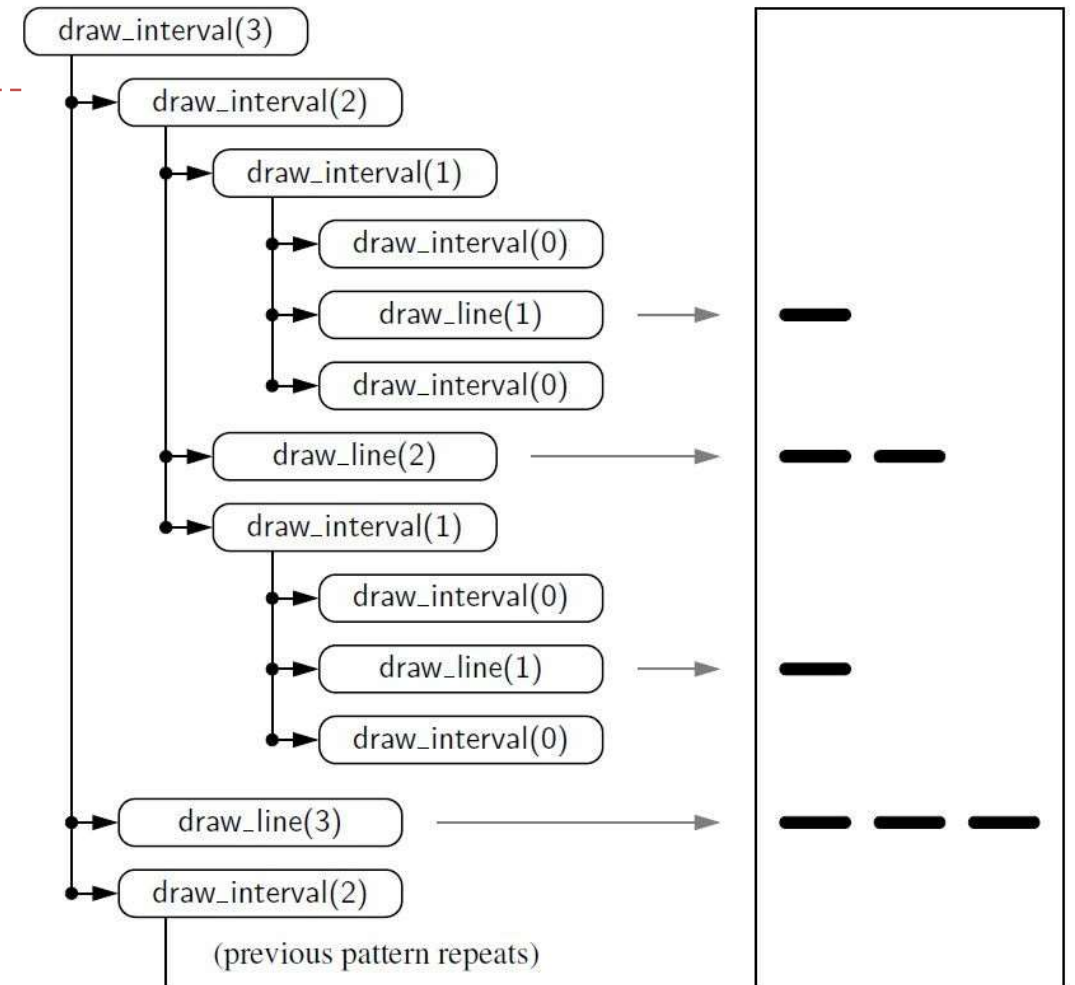 draw_interval(3)
draw_interval(2)
draw_interval(1)
draw_interval(0)
draw_line(1)
draw_interval(0)
draw_line(2)
draw_interval(1)
draw_interval(0)
draw_line(1)
draw_interval(0)
draw_line(3)
draw_interval(2)
(previous pattern repeats)